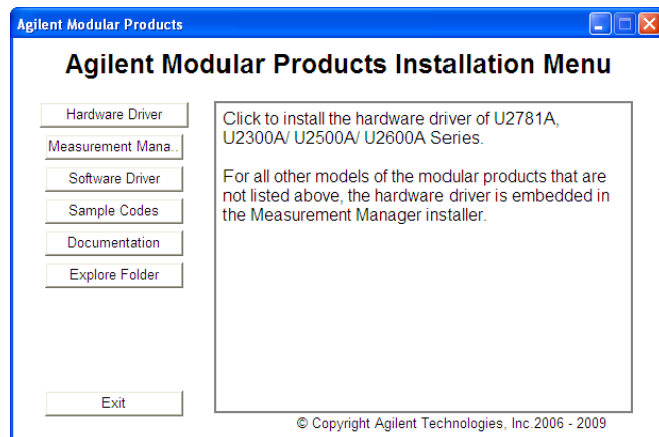 Agilent Modular Products
Agilent Modular Products Installation Menu
Hardware Driver
Measurement Mana..
Software Driver
Sample Codes
Documentation
Explore Folder
Exit
Click to install the hardware driver of U2781A,
U2300A/ U2500A/ U2600A Series.
For all other models of the modular products that are
not listed above, the hardware driver is embedded in
the Measurement Manager installer.
© Copyright Agilent Technologies, Inc.2006 - 2009